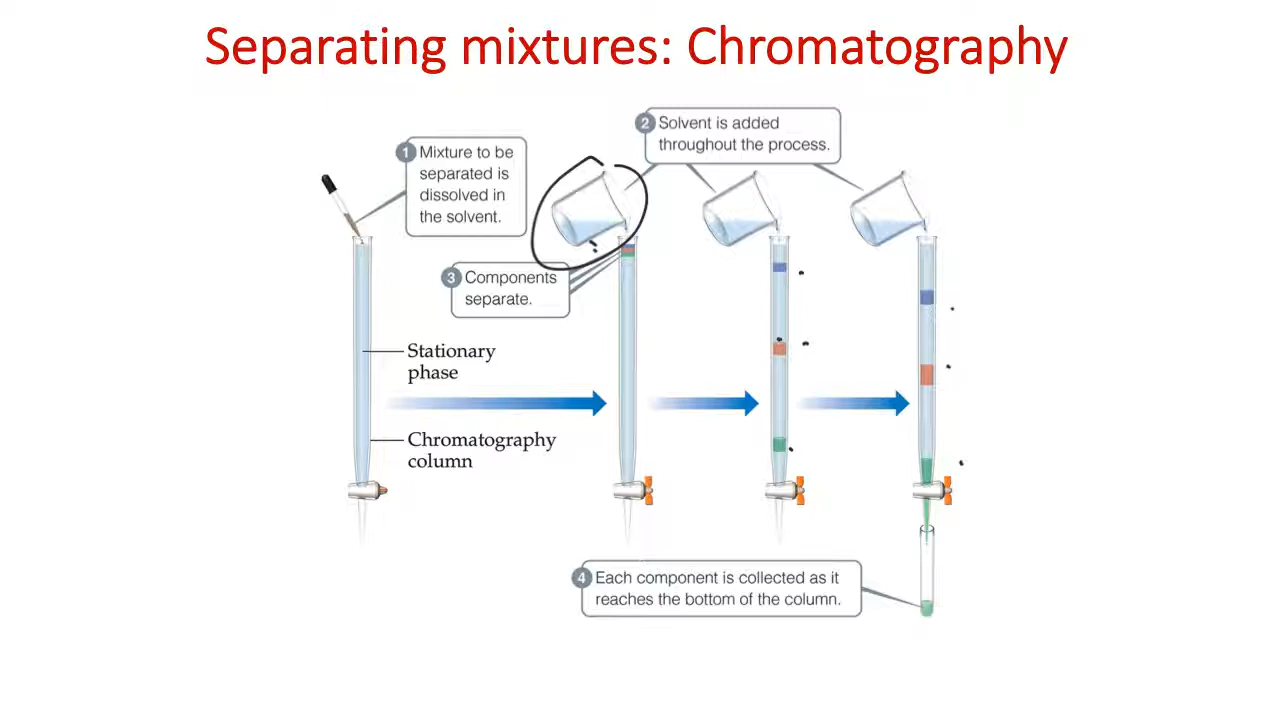 Separating mixtures: Chromatography
1 Mixture to be
separated is
dissolved in
the solvent.
2 Solvent is added
throughout the process.
3 Components
separate.
Stationary
phase
Chromatography
column
4 Each component is collected as it
reaches the bottom of the column.